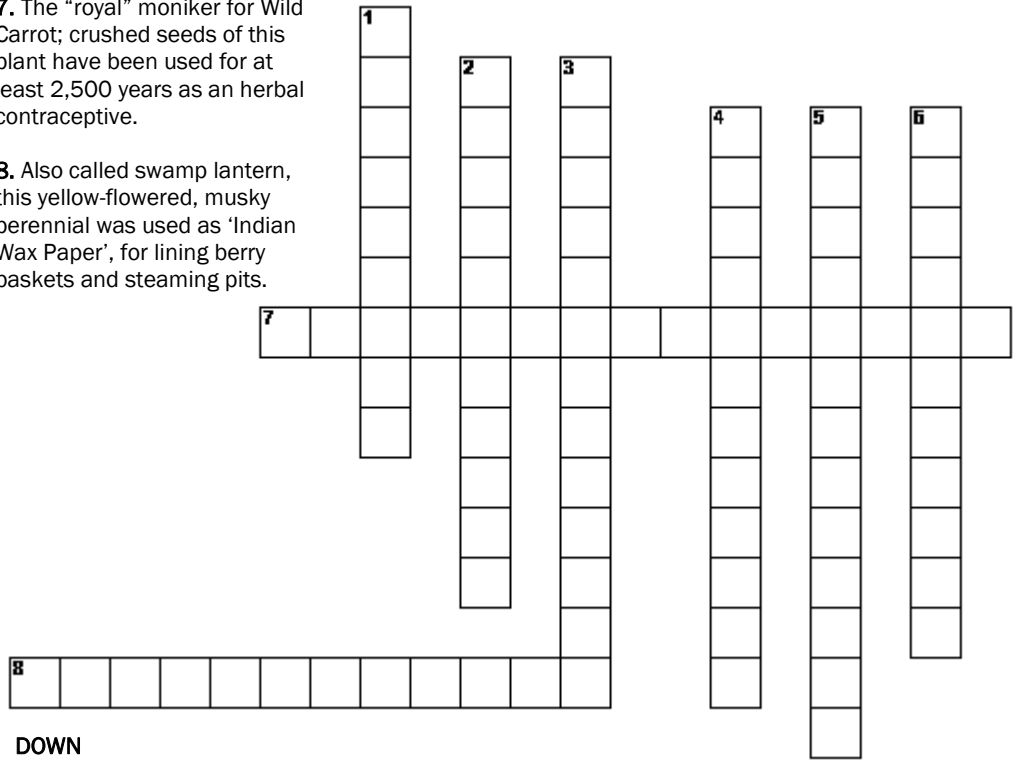 7. The “royal” moniker for Wild
Carrot; crushed seeds of this
plant have been used for at
least 2,500 years as an herbal
contraceptive.
8. Also called swamp lantern,
this yellow-flowered, musky
perennial was used as ‘Indian
Wax Paper’, for lining berry
baskets and steaming pits.
1
2
3
4
5
6
7
8
DOWN